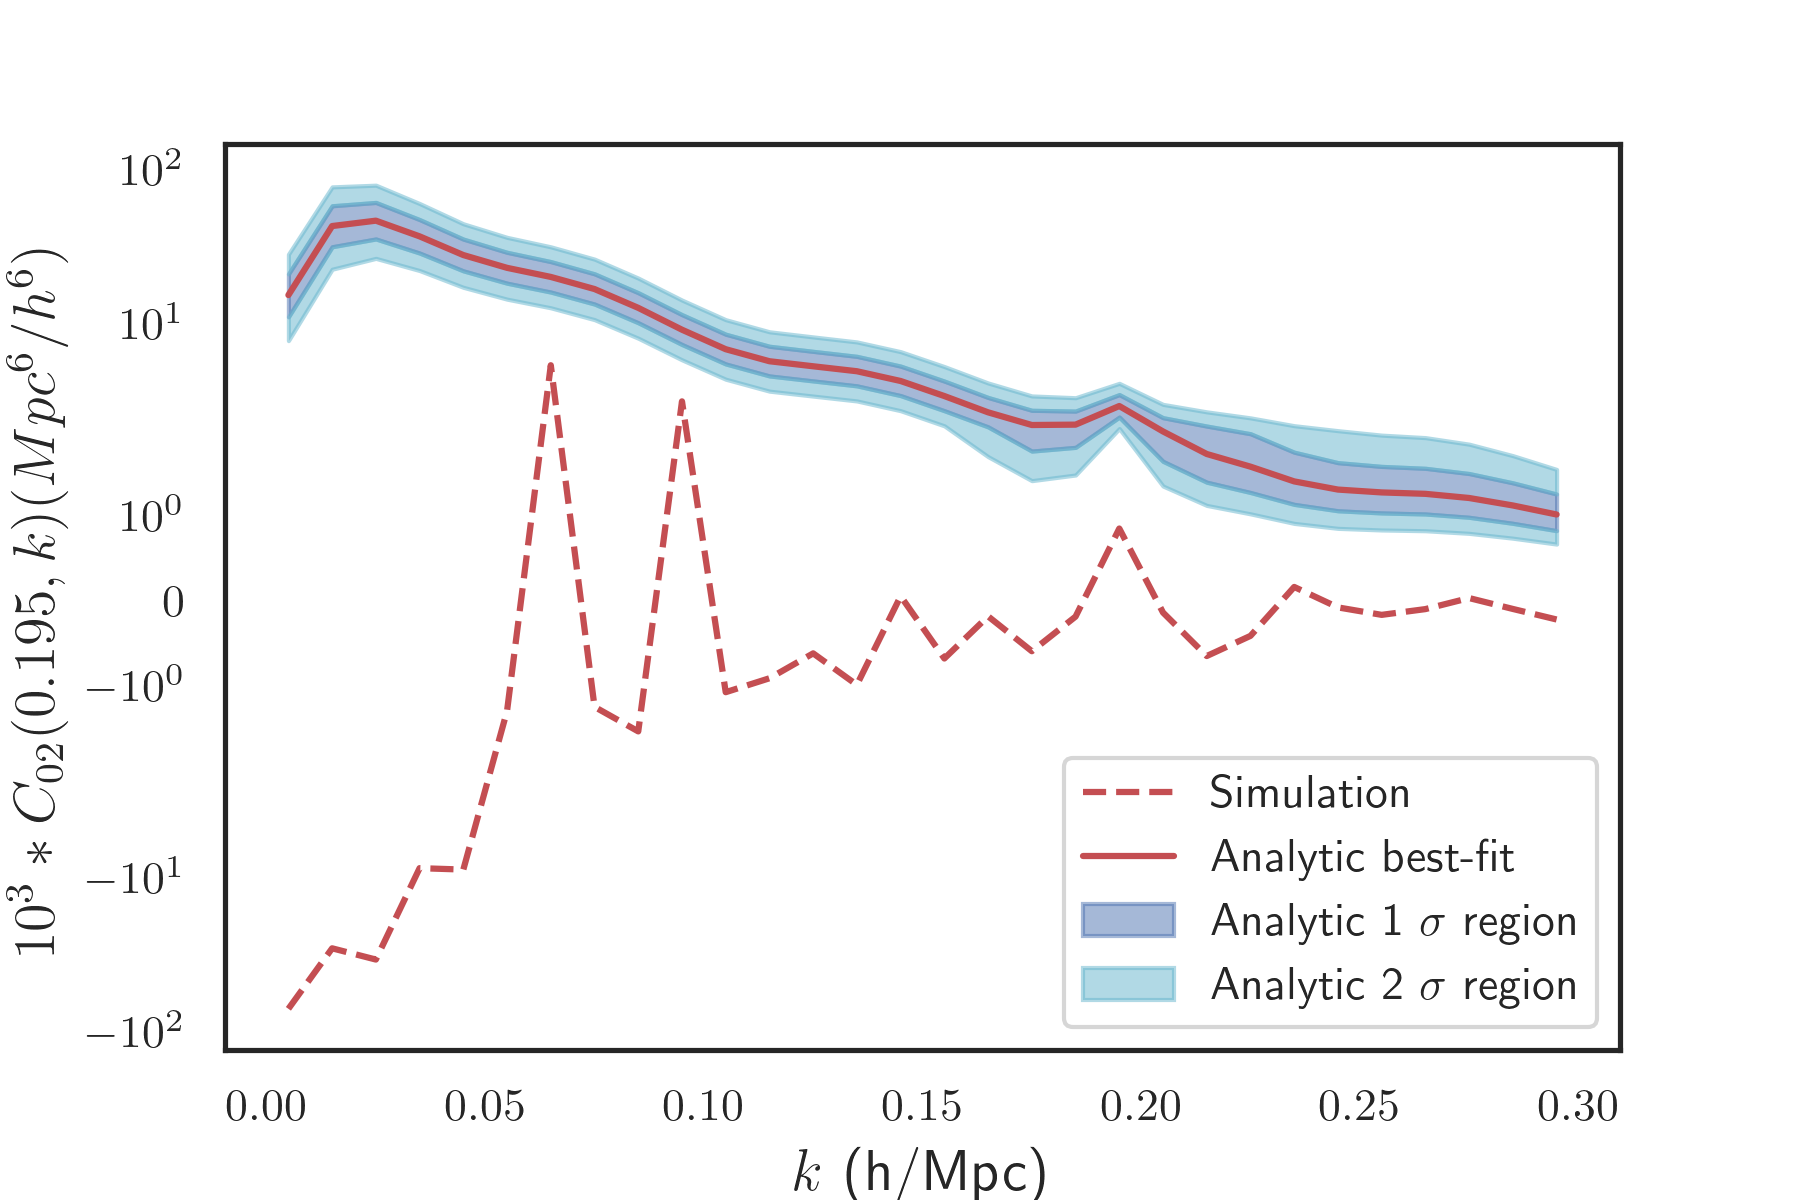 10^2
10^1
10^0
0
−10^0
−10^1
−10^2
10^3 ∗ C_{02}(0.195, k)(Mpc^6/h^6)
0.00 0.05 0.10 0.15 0.20 0.25 0.30
k (h/Mpc)
Simulation
Analytic best-fit
Analytic 1 σ region
Analytic 2 σ region